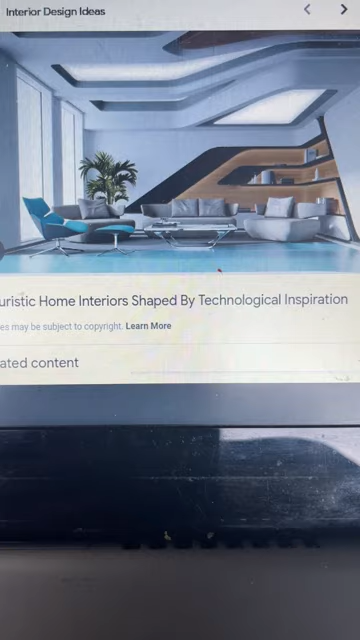 Interior Design Ideas
uristic Home Interiors Shaped By Technological Inspiration
es may be subject to copyright. Learn More
ated content